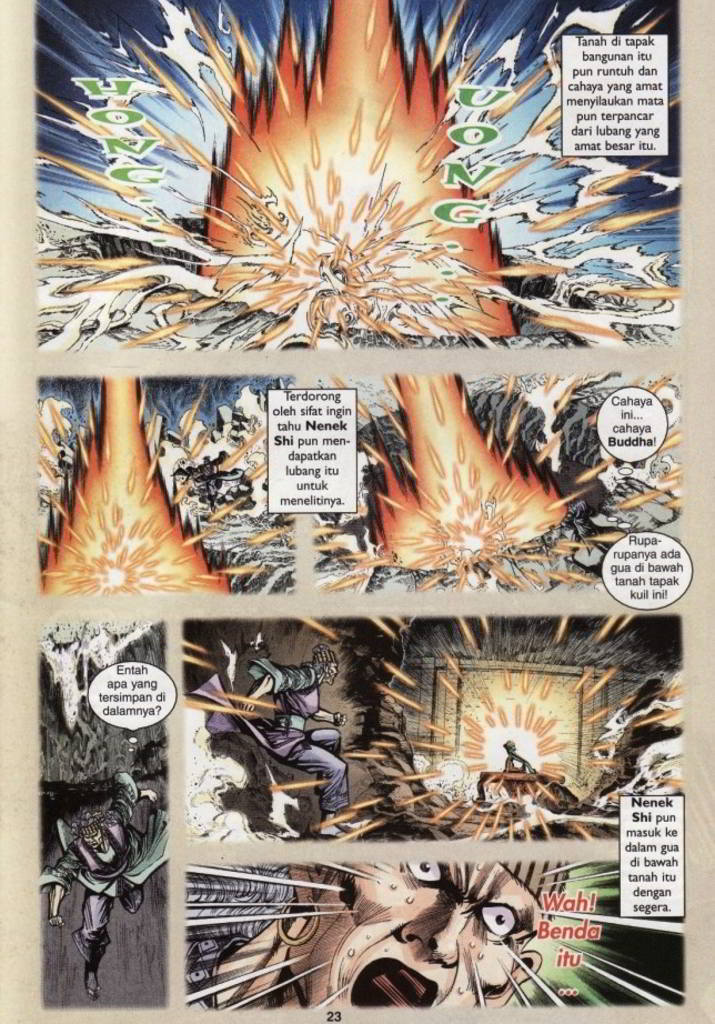 HONG...
UONG...
Tanah di tapak
bangunan itu
pun runtuh dan
cahaya yang amat
menyilaukan mata
pun terpancar
dari lubang yang
amat besar itu.
Terdorong
oleh sifat ingin
tahu Nenek
Shi pun men-
dapatkan
lubang itu
untuk
menelitinya.
Cahaya
ini...
cahaya
Buddha!
Rupa-
rupanya ada
gua di bawah
tanah tapak
kuil ini!
Entah
apa yang
tersimpan di
dalamnya?
Nenek
Shi pun
masuk ke
dalam gua
di bawah
tanah itu
dengan
segera.
Wah!
Benda
itu
...
23